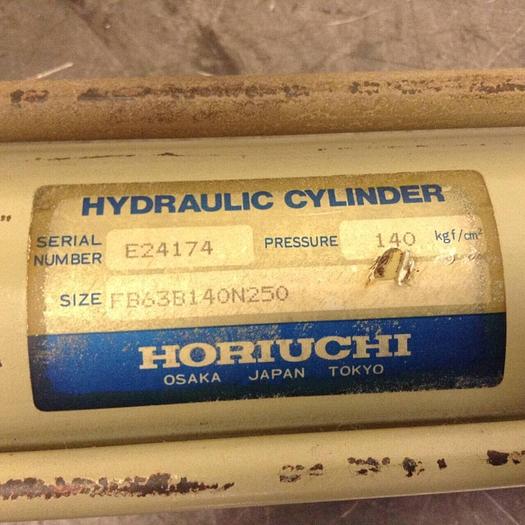 HYDRAULIC CYLINDER
SERIAL NUMBER E24174 PRESSURE 140 kgf/cm²
SIZE FB63B140N250
HORIUCHI
OSAKA JAPAN TOKYO